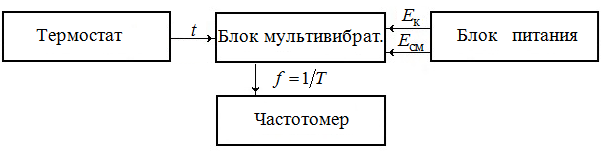 Термостат
t
Блок мультивибрат.
Eк
Eсм
Блок питания
f = 1/T
Частотомер